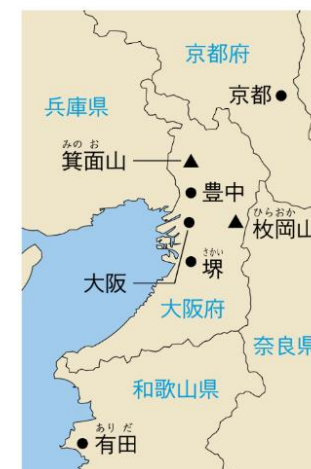 京都府
京都
兵庫県
みの お
箕面山
豊中
ひらおか
枚岡山
さかい
堺
大阪
大阪府
奈良県
和歌山県
あり だ
有田